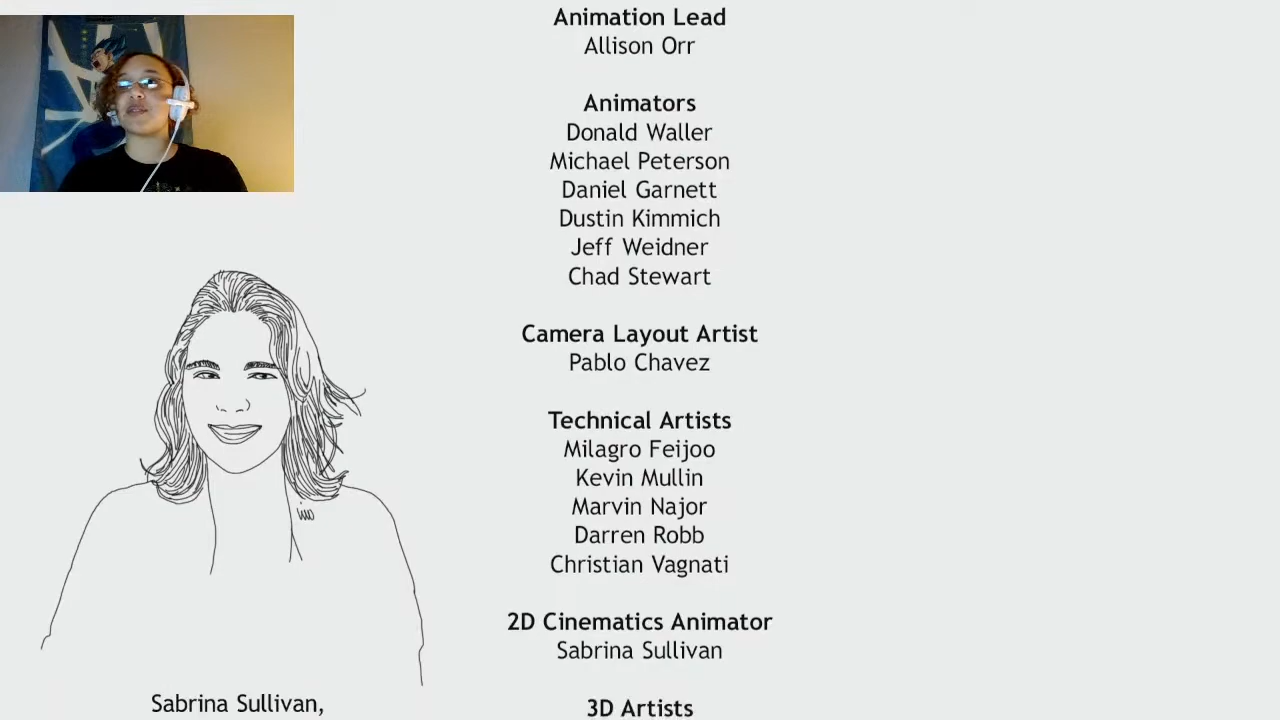 Animation Lead
Allison Orr
Animators
Donald Waller
Michael Peterson
Daniel Garnett
Dustin Kimmich
Jeff Weidner
Chad Stewart
Camera Layout Artist
Pablo Chavez
Technical Artists
Milagro Feijoo
Kevin Mullin
Marvin Najor
Darren Robb
Christian Vagnati
2D Cinematics Animator
Sabrina Sullivan
Sabrina Sullivan,
3D Artists